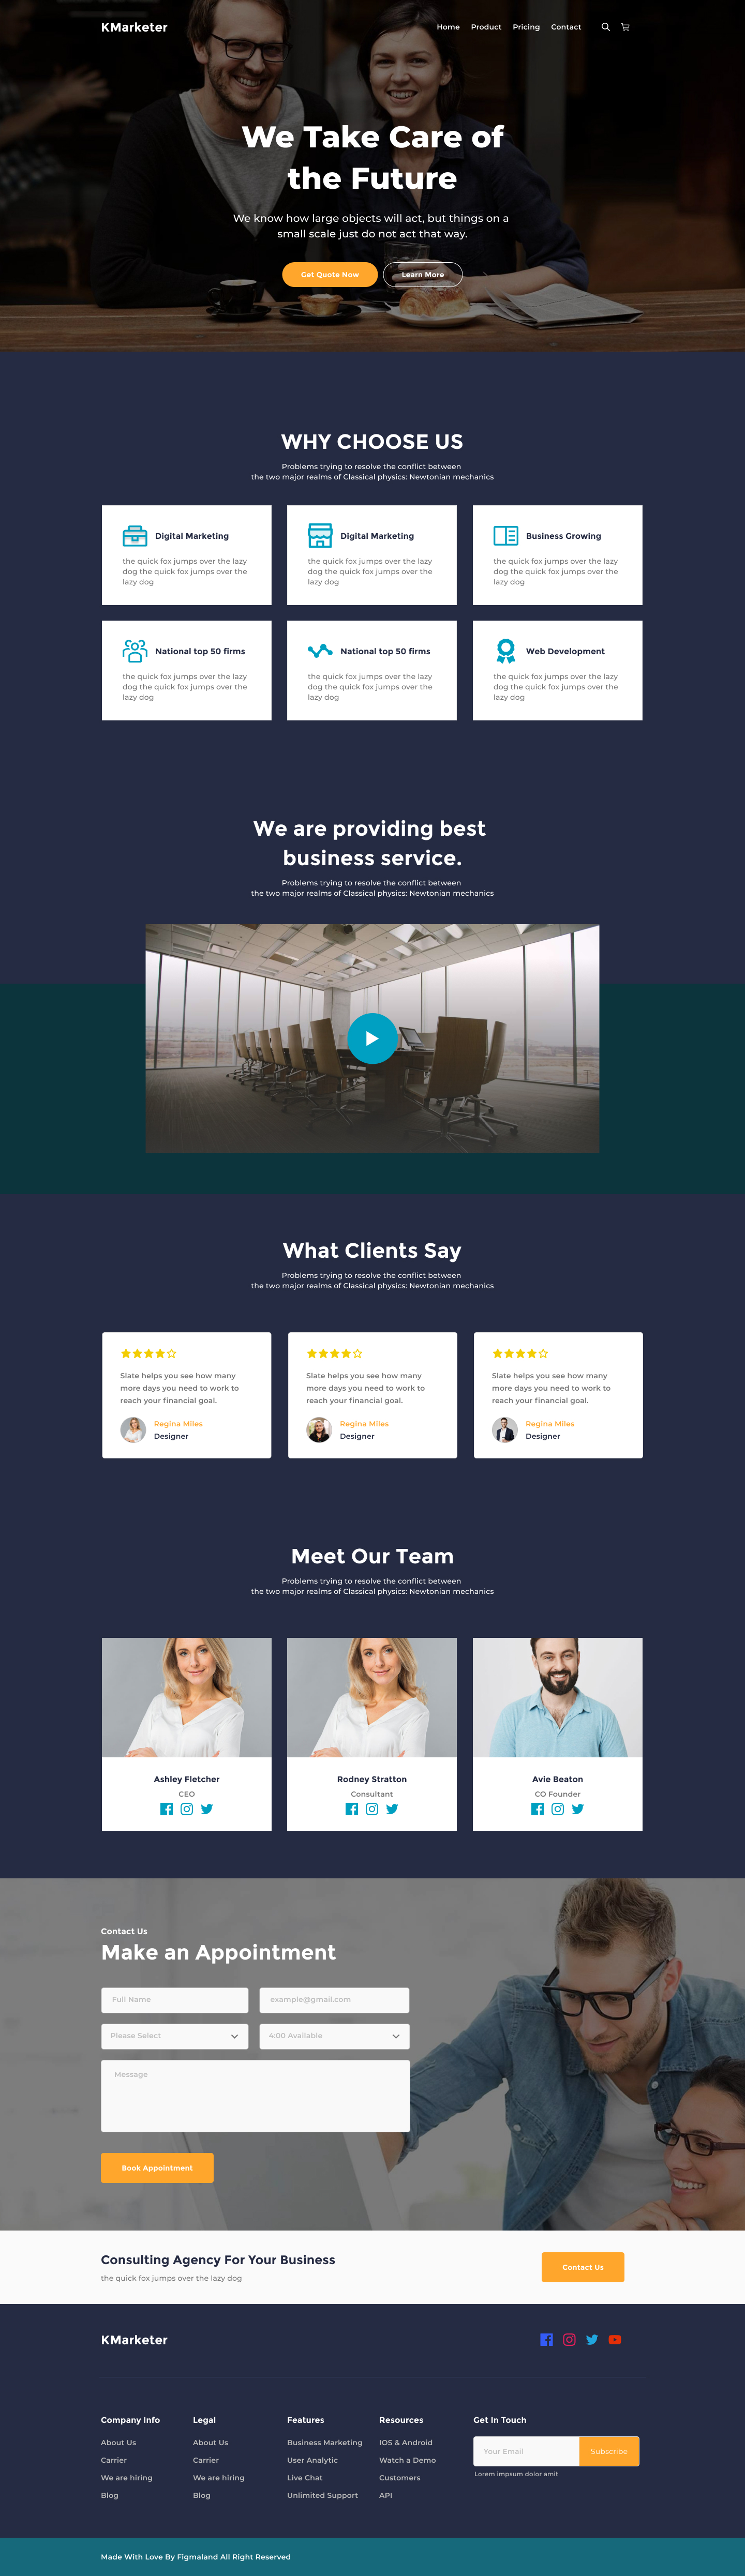 KMarketer
Home Product Pricing Contact
We Take Care of
the Future
We know how large objects will act, but things on a
small scale just do not act that way.
Get Quote Now Learn More
WHY CHOOSE US
Problems trying to resolve the conflict between
the two major realms of Classical physics: Newtonian mechanics
Digital Marketing
the quick fox jumps over the lazy
dog the quick fox jumps over the
lazy dog
Digital Marketing
the quick fox jumps over the lazy
dog the quick fox jumps over the
lazy dog
Business Growing
the quick fox jumps over the lazy
dog the quick fox jumps over the
lazy dog
National top 50 firms
the quick fox jumps over the lazy
dog the quick fox jumps over the
lazy dog
National top 50 firms
the quick fox jumps over the lazy
dog the quick fox jumps over the
lazy dog
Web Development
the quick fox jumps over the lazy
dog the quick fox jumps over the
lazy dog
We are providing best
business service.
Problems trying to resolve the conflict between
the two major realms of Classical physics: Newtonian mechanics
What Clients Say
Problems trying to resolve the conflict between
the two major realms of Classical physics: Newtonian mechanics
Slate helps you see how many
more days you need to work to
reach your financial goal.
Regina Miles
Designer
Slate helps you see how many
more days you need to work to
reach your financial goal.
Regina Miles
Designer
Slate helps you see how many
more days you need to work to
reach your financial goal.
Regina Miles
Designer
Meet Our Team
Problems trying to resolve the conflict between
the two major realms of Classical physics: Newtonian mechanics
Ashley Fletcher
CEO
Rodney Stratton
Consultant
Avie Beaton
CO Founder
Contact Us
Make an Appointment
Full Name
example@gmail.com
Please Select
4:00 Available
Message
Book Appointment
Consulting Agency For Your Business
the quick fox jumps over the lazy dog
Contact Us
KMarketer
Company Info
About Us
Carrier
We are hiring
Blog
Legal
About Us
Carrier
We are hiring
Blog
Features
Business Marketing
User Analytic
Live Chat
Unlimited Support
Resources
IOS & Android
Watch a Demo
Customers
API
Get In Touch
Your Email Subscribe
Lorem impsum dolor amit
Made With Love By Figmaland All Right Reserved